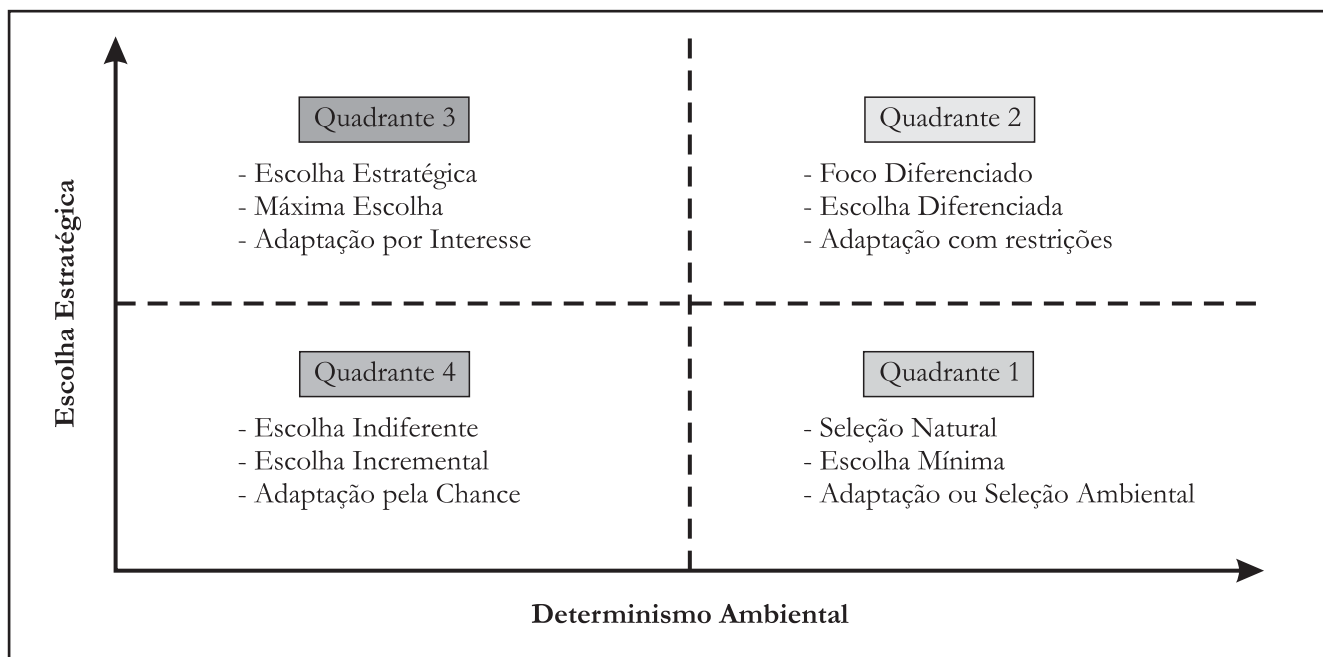 Quadrante 3
- Escolha Estratégica
- Máxima Escolha
- Adaptação por Interesse
Quadrante 2
- Foco Diferenciado
- Escolha Diferenciada
- Adaptação com restrições
Escolha Estratégica
Quadrante 4
- Escolha Indiferente
- Escolha Incremental
- Adaptação pela Chance
Quadrante 1
- Seleção Natural
- Escolha Mínima
- Adaptação ou Seleção Ambiental
Determinismo Ambiental